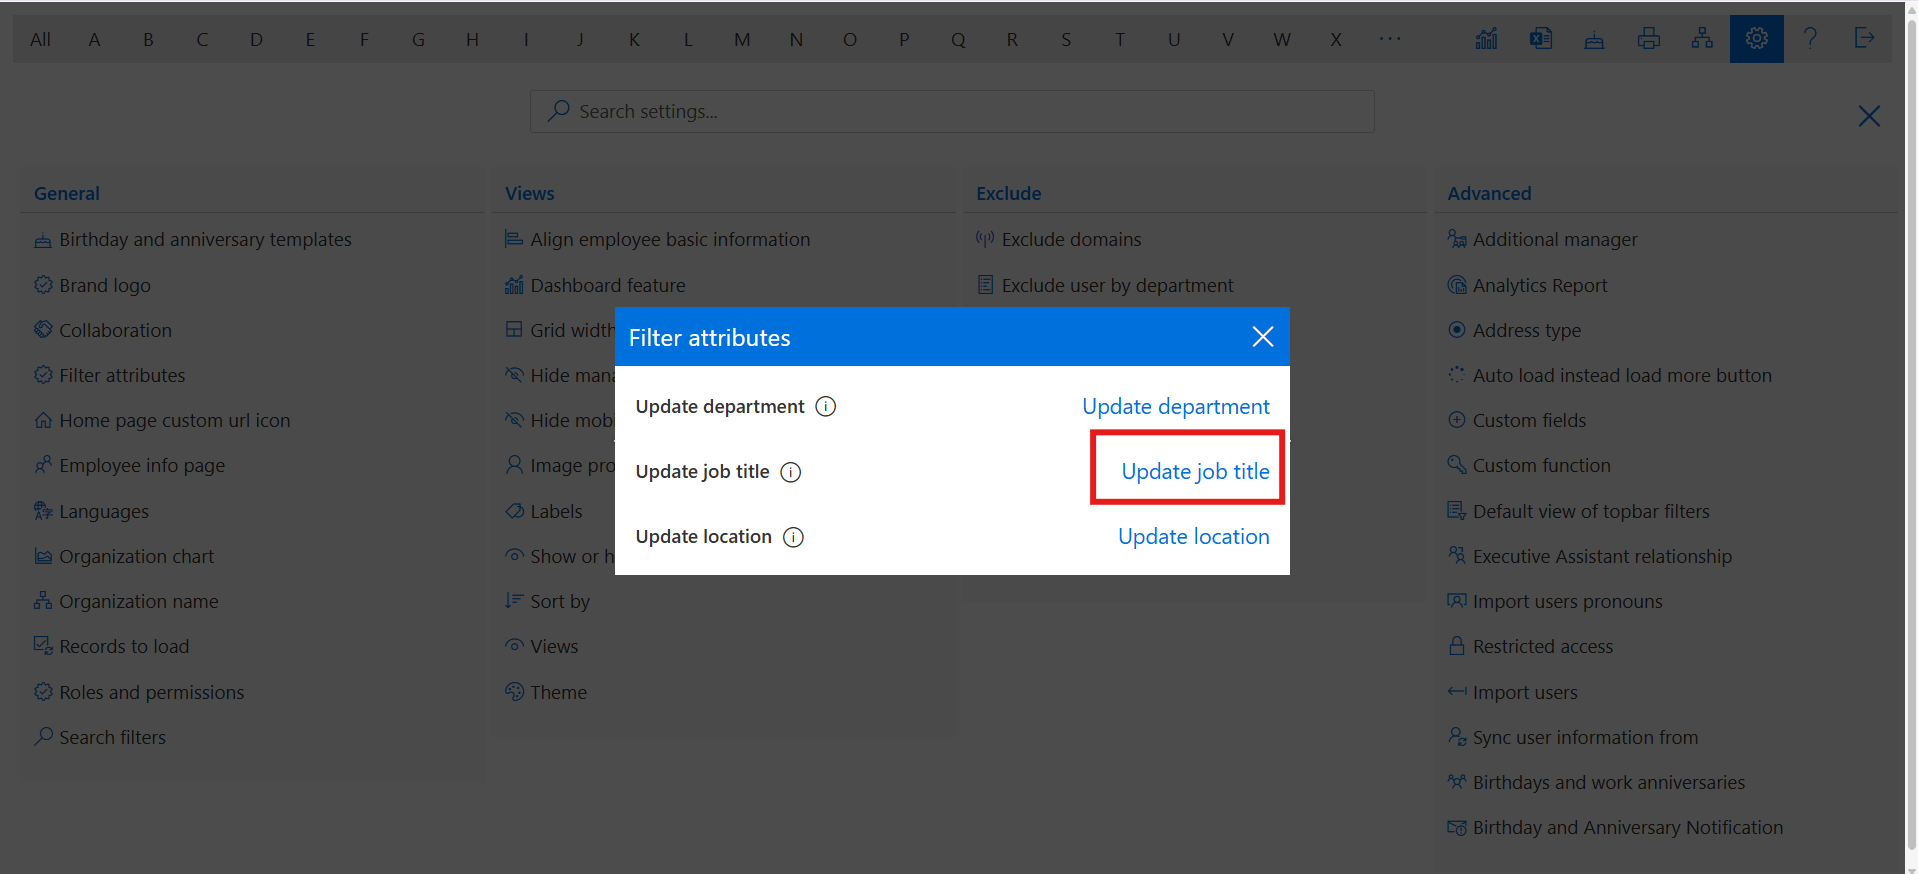 All A B C D E F G H I J K L M N O P Q R S T U V W X ...
Search settings...
General
Birthday and anniversary templates
Brand logo
Collaboration
Filter attributes
Home page custom url icon
Employee info page
Languages
Organization chart
Organization name
Records to load
Roles and permissions
Search filters
Views
Align employee basic information
Dashboard feature
Grid width
Hide
Hide
Image
Labels
Show or
Sort by
Views
Theme
Exclude
Exclude domains
Exclude user by department
Advanced
Additional manager
Analytics Report
Address type
Auto load instead load more button
Custom fields
Custom function
Default view of topbar filters
Executive Assistant relationship
Import users pronouns
Restricted access
Import users
Sync user information from
Birthdays and work anniversaries
Birthday and Anniversary Notification
Filter attributes
Update department Update department
Update job title Update job title
Update location Update location